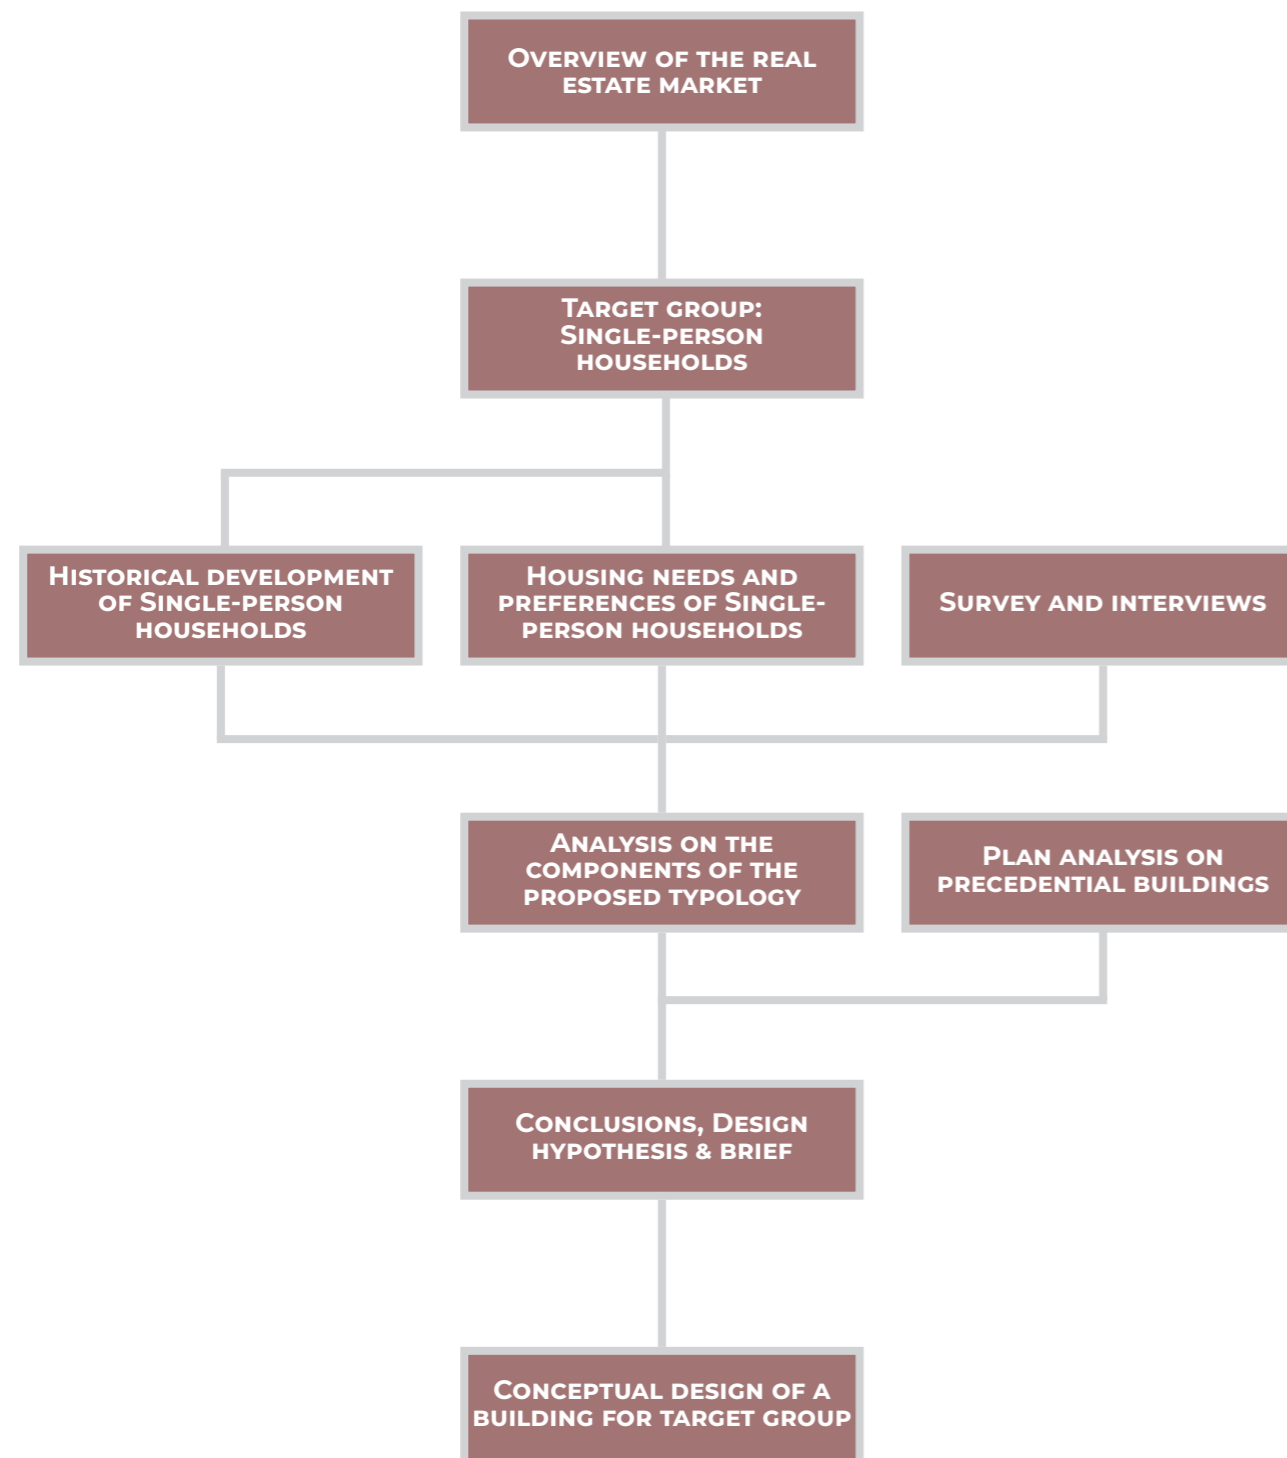 Overview of the real
estate market
Target group:
Single-person
households
Historical development
of Single-person
households
Housing needs and
preferences of Single-
person households
Survey and interviews
Analysis on the
components of the
proposed typology
Plan analysis on
precedential buildings
Conclusions, Design
hypothesis & brief
Conceptual design of a
building for target group